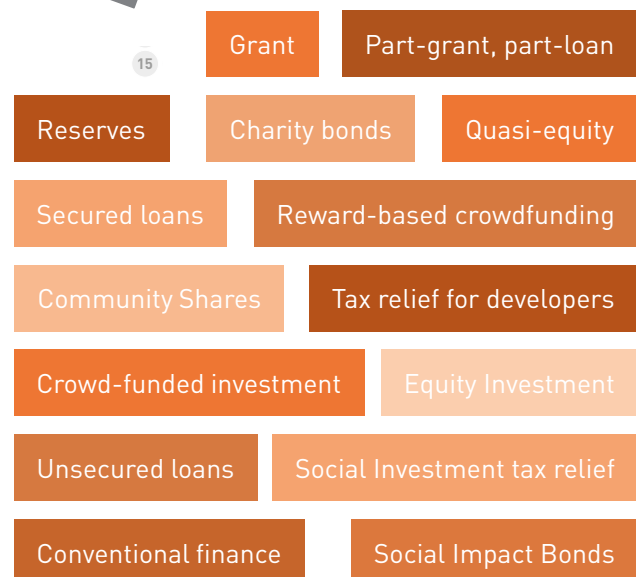 Grant
Part-grant, part-loan
15
Reserves
Charity bonds
Quasi-equity
Secured loans
Reward-based crowdfunding
Community Shares
Tax relief for developers
Crowd-funded investment
Equity Investment
Unsecured loans
Social Investment tax relief
Conventional finance
Social Impact Bonds